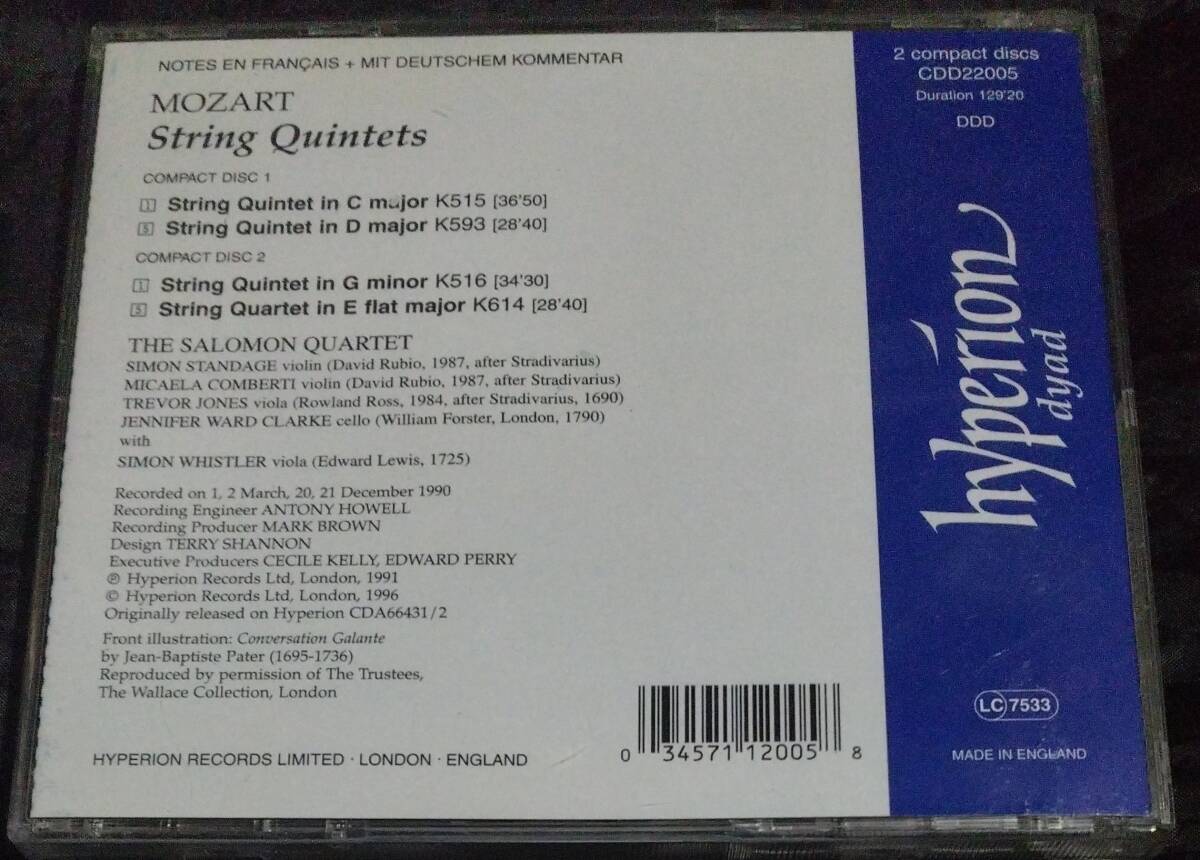 NOTES EN FRANÇAIS + MIT DEUTSCHEM KOMMENTAR
MOZART
String Quintets
COMPACT DISC 1
1 String Quintet in C major K515 [36'50]
5 String Quintet in D major K593 [28'40]
COMPACT DISC 2
1 String Quintet in G minor K516 [34'30]
5 String Quartet in E flat major K614 [28'40]
THE SALOMON QUARTET
SIMON STANDAGE violin (David Rubio, 1987, after Stradivarius)
MICAELA COMBERTI violin (David Rubio, 1987, after Stradivarius)
TREVOR JONES viola (Rowland Ross, 1984, after Stradivarius, 1690)
JENNIFER WARD CLARKE cello (William Forster, London, 1790)
with
SIMON WHISTLER viola (Edward Lewis, 1725)
Recorded on 1, 2 March, 20, 21 December 1990
Recording Engineer ANTONY HOWELL
Recording Producer MARK BROWN
Design TERRY SHANNON
Executive Producers CECILE KELLY, EDWARD PERRY
℗ Hyperion Records Ltd, London, 1991
© Hyperion Records Ltd, London, 1996
Originally released on Hyperion CDA66431/2
Front illustration: Conversation Galante
by Jean-Baptiste Pater (1695-1736)
Reproduced by permission of The Trustees,
The Wallace Collection, London
HYPERION RECORDS LIMITED · LONDON · ENGLAND
0 34571 12005 8
2 compact discs
CDD22005
Duration 129'20
DDD
hyperion
dyad
LC 7533
MADE IN ENGLAND